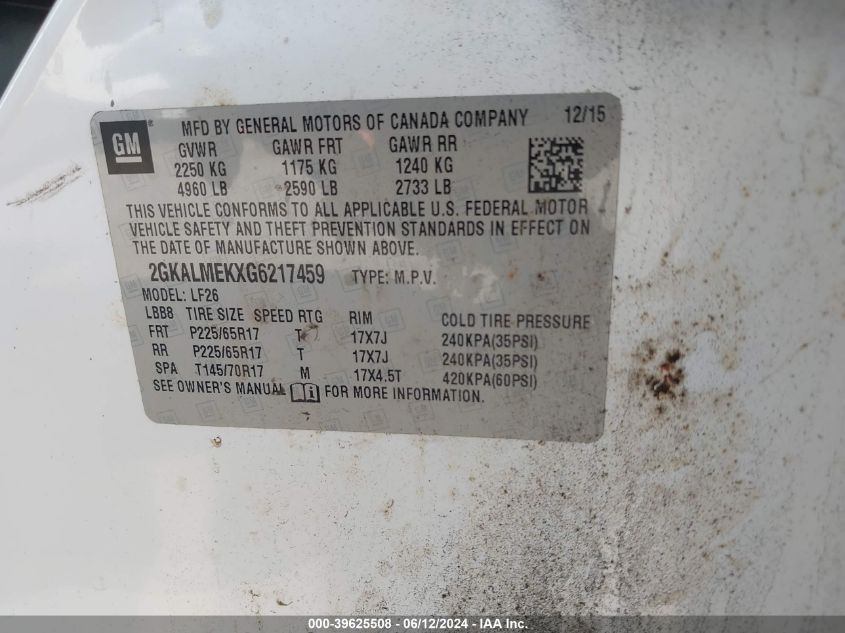 GM ® MFD BY GENERAL MOTORS OF CANADA COMPANY 12/15
GVWR GAWR FRT GAWR RR
2250 KG 1175 KG 1240 KG
4960 LB 2590 LB 2733 LB
THIS VEHICLE CONFORMS TO ALL APPLICABLE U.S. FEDERAL MOTOR
VEHICLE SAFETY AND THEFT PREVENTION STANDARDS IN EFFECT ON
THE DATE OF MANUFACTURE SHOWN ABOVE.
2GKALMEKXG6217459 TYPE: M.P.V.
MODEL: LF26
LBB8 TIRE SIZE SPEED RTG RIM COLD TIRE PRESSURE
FRT P225/65R17 T 17X7J 240KPA(35PSI)
RR P225/65R17 T 17X7J 240KPA(35PSI)
SPA T145/70R17 M 17X4.5T 420KPA(60PSI)
SEE OWNER'S MANUAL i FOR MORE INFORMATION.
000-39625508 - 06/12/2024 - IAAI.com